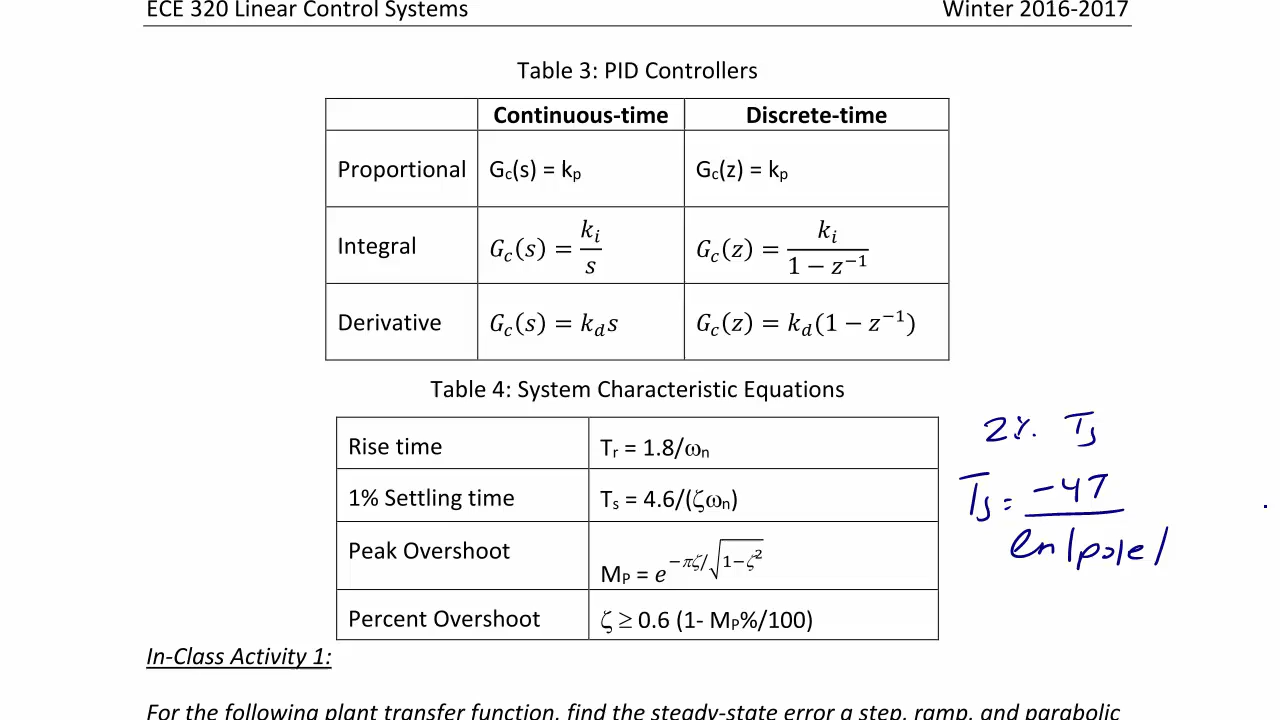 ECE 320 Linear Control Systems Winter 2016-2017
Table 3: PID Controllers
Continuous-time Discrete-time
Proportional Gc(s) = kp Gc(z) = kp
Integral 𝐺𝑐(𝑠) = 𝑘𝑖/𝑠 𝐺𝑐(𝑧) = 𝑘𝑖/(1 − 𝑧⁻¹)
Derivative 𝐺𝑐(𝑠) = 𝑘𝑑𝑠 𝐺𝑐(𝑧) = 𝑘𝑑(1 − 𝑧⁻¹)
Table 4: System Characteristic Equations
Rise time Tr = 1.8/ωn
1% Settling time Ts = 4.6/(ζωn)
Peak Overshoot MP = 𝑒^(−πζ/√(1−ζ²))
Percent Overshoot ζ ≥ 0.6 (1- MP%/100)
2% Ts
Ts = -4T / ln|pole|
In-Class Activity 1:
For the following plant transfer function, find the steady-state error a step, ramp, and parabolic